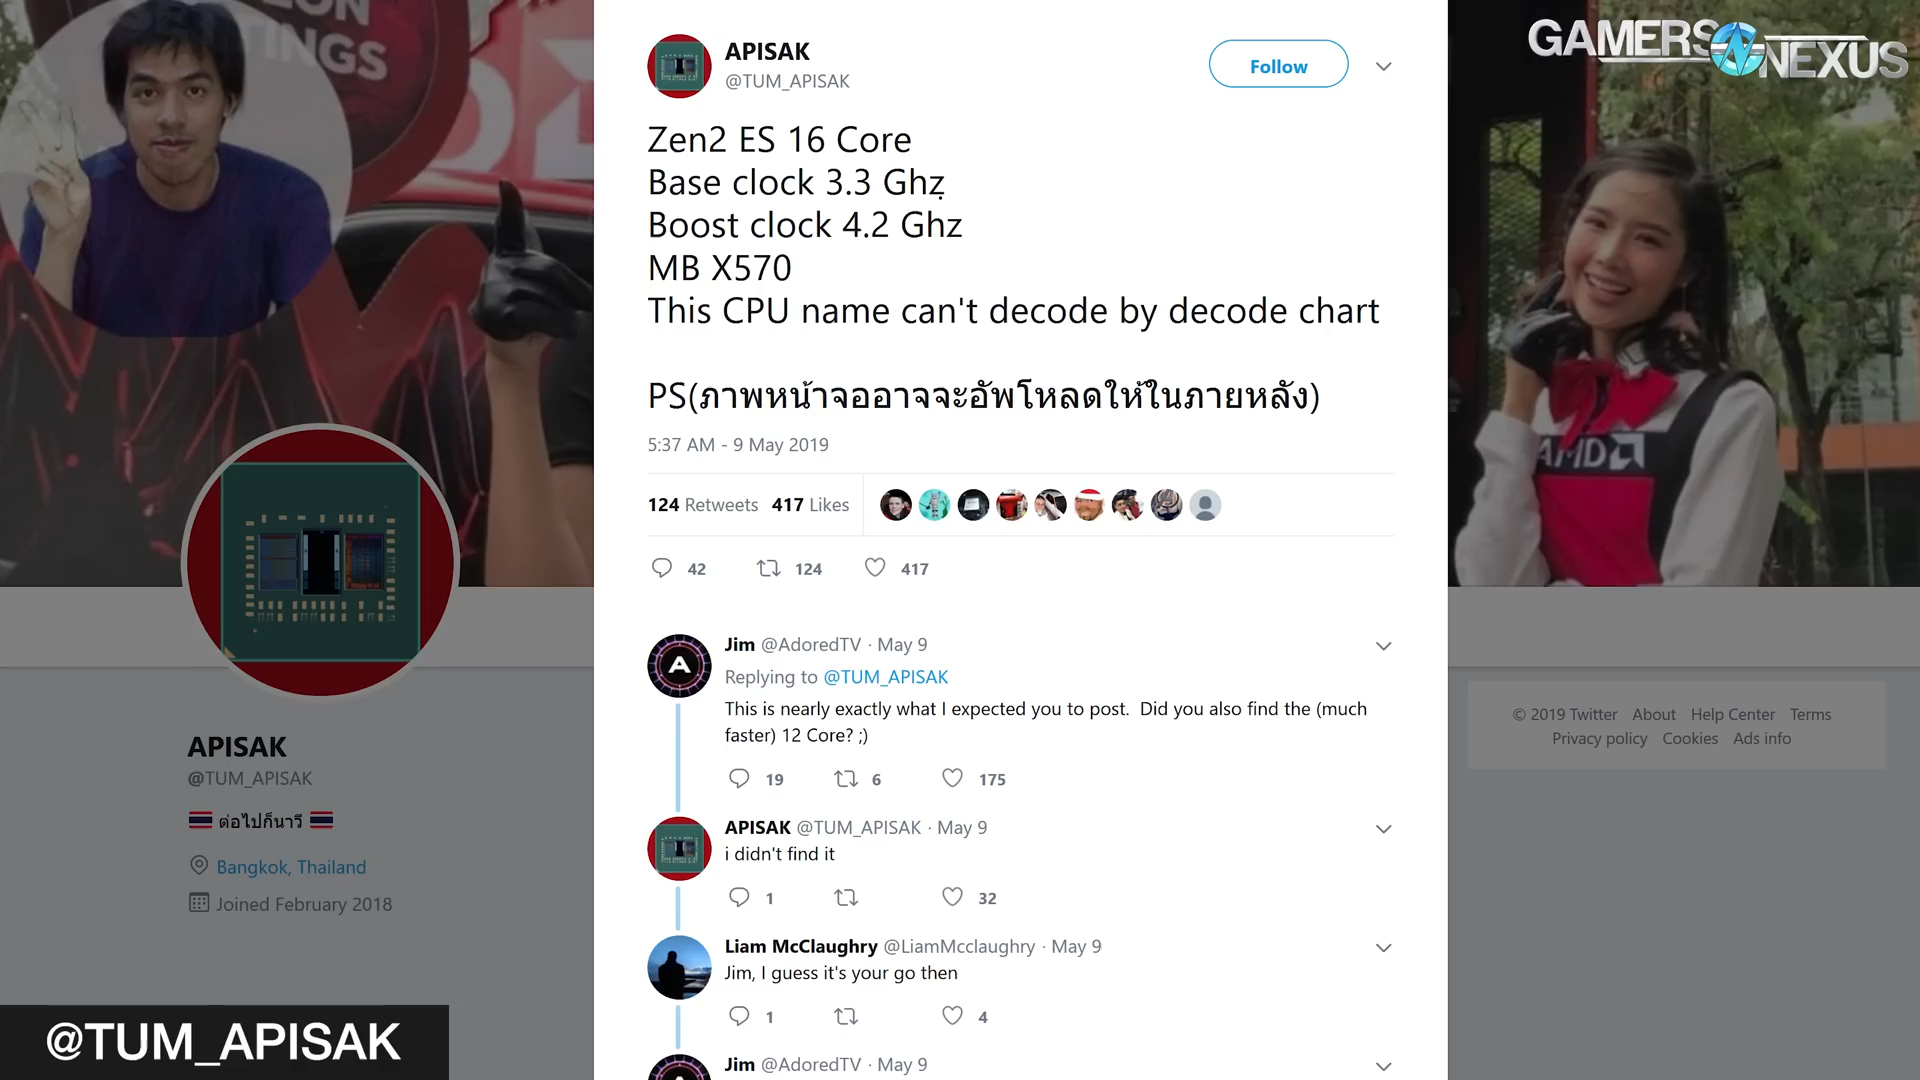 GAMERS NEXUS
APISAK
@TUM_APISAK
Follow
Zen2 ES 16 Core
Base clock 3.3 Ghz
Boost clock 4.2 Ghz
MB X570
This CPU name can't decode by decode chart
PS(ภาพหน้าจออาจจะอัพโหลดให้ในภายหลัง)
5:37 AM - 9 May 2019
124 Retweets 417 Likes
42 124 417
Jim @AdoredTV · May 9
Replying to @TUM_APISAK
This is nearly exactly what I expected you to post. Did you also find the (much
faster) 12 Core? ;)
19 6 175
APISAK @TUM_APISAK · May 9
i didn't find it
1 32
Liam McClaughry @LiamMcclaughry · May 9
Jim, I guess it's your go then
1 4
Jim @AdoredTV · May 9
APISAK
@TUM_APISAK
ต่อไปก็นาวี
Bangkok, Thailand
Joined February 2018
@TUM_APISAK
AMD
© 2019 Twitter About Help Center Terms
Privacy policy Cookies Ads info